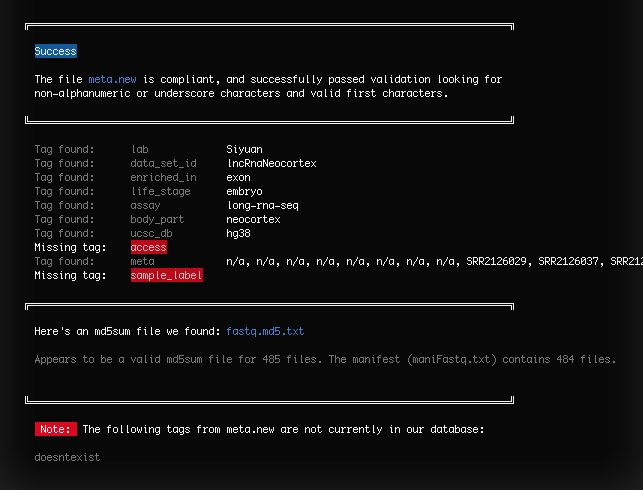 Success
The file meta.new is compliant, and successfully passed validation looking for
non-alphanumeric or underscore characters and valid first characters.
Tag found: lab Siyuan
Tag found: data_set_id lncRnaNeocortex
Tag found: enriched_in exon
Tag found: life_stage embryo
Tag found: assay long-rna-seq
Tag found: body_part neocortex
Tag found: ucsc_db hg38
Missing tag: access
Tag found: meta n/a, n/a, n/a, n/a, n/a, n/a, n/a, n/a, SRR2126029, SRR2126037, SRR212
Missing tag: sample_label
Here's an md5sum file we found: fastq.md5.txt
Appears to be a valid md5sum file for 485 files. The manifest (maniFastq.txt) contains 484 files.
Note: The following tags from meta.new are not currently in our database:
doesntexist